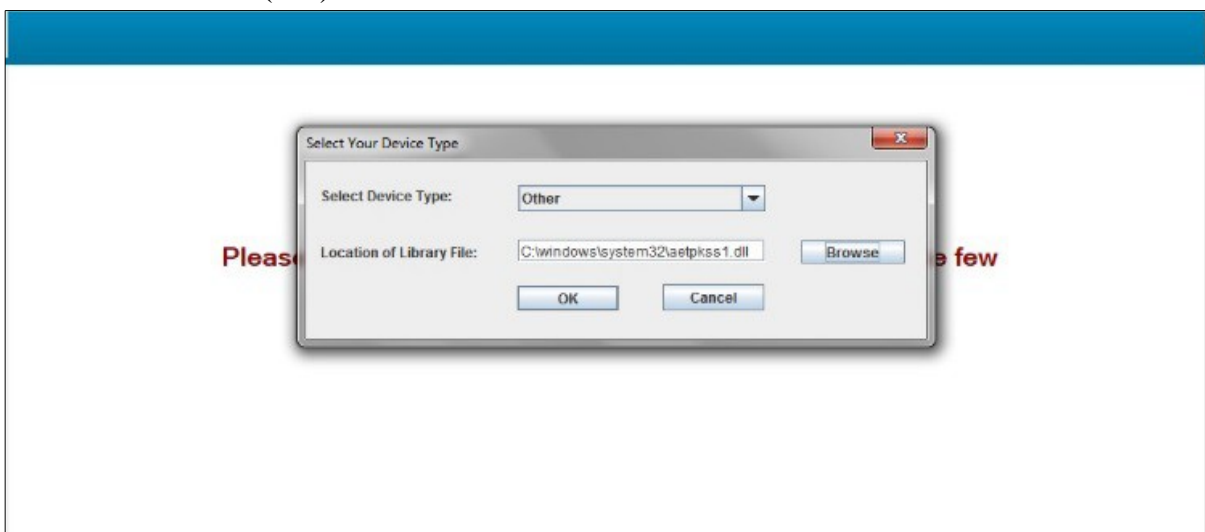 Select Your Device Type
Select Device Type: Other
Location of Library File: C:\windows\system32\aetpkss1.dll Browse
Please few
OK Cancel